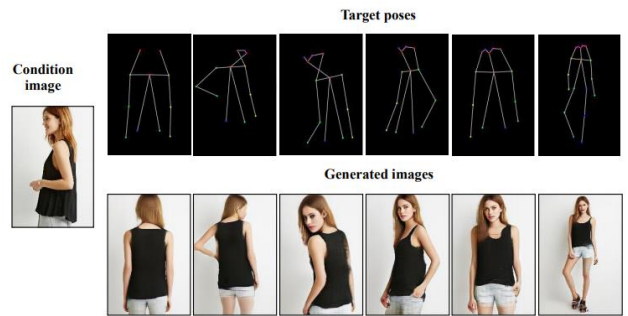 Target poses
Condition
image
Generated images